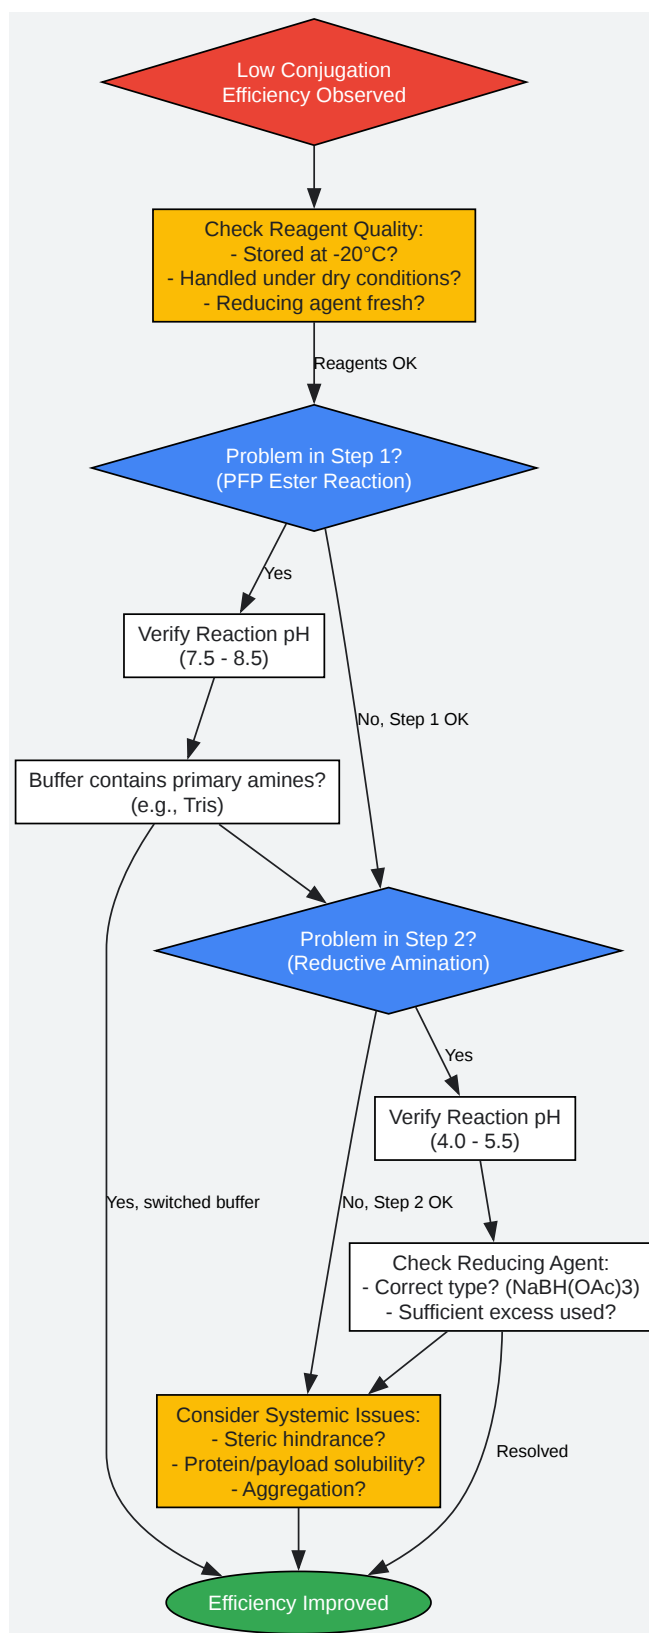 Low Conjugation
Efficiency Observed
Check Reagent Quality:
- Stored at -20°C?
- Handled under dry conditions?
- Reducing agent fresh?
Reagents OK
Problem in Step 1?
(PFP Ester Reaction)
Yes
Verify Reaction pH
(7.5 - 8.5)
No, Step 1 OK
Buffer contains primary amines?
(e.g., Tris)
Problem in Step 2?
(Reductive Amination)
Yes
Verify Reaction pH
(4.0 - 5.5)
Yes, switched buffer
No, Step 2 OK
Check Reducing Agent:
- Correct type? (NaBH(OAc)3)
- Sufficient excess used?
Consider Systemic Issues:
- Steric hindrance?
- Protein/payload solubility?
- Aggregation?
Resolved
Efficiency Improved